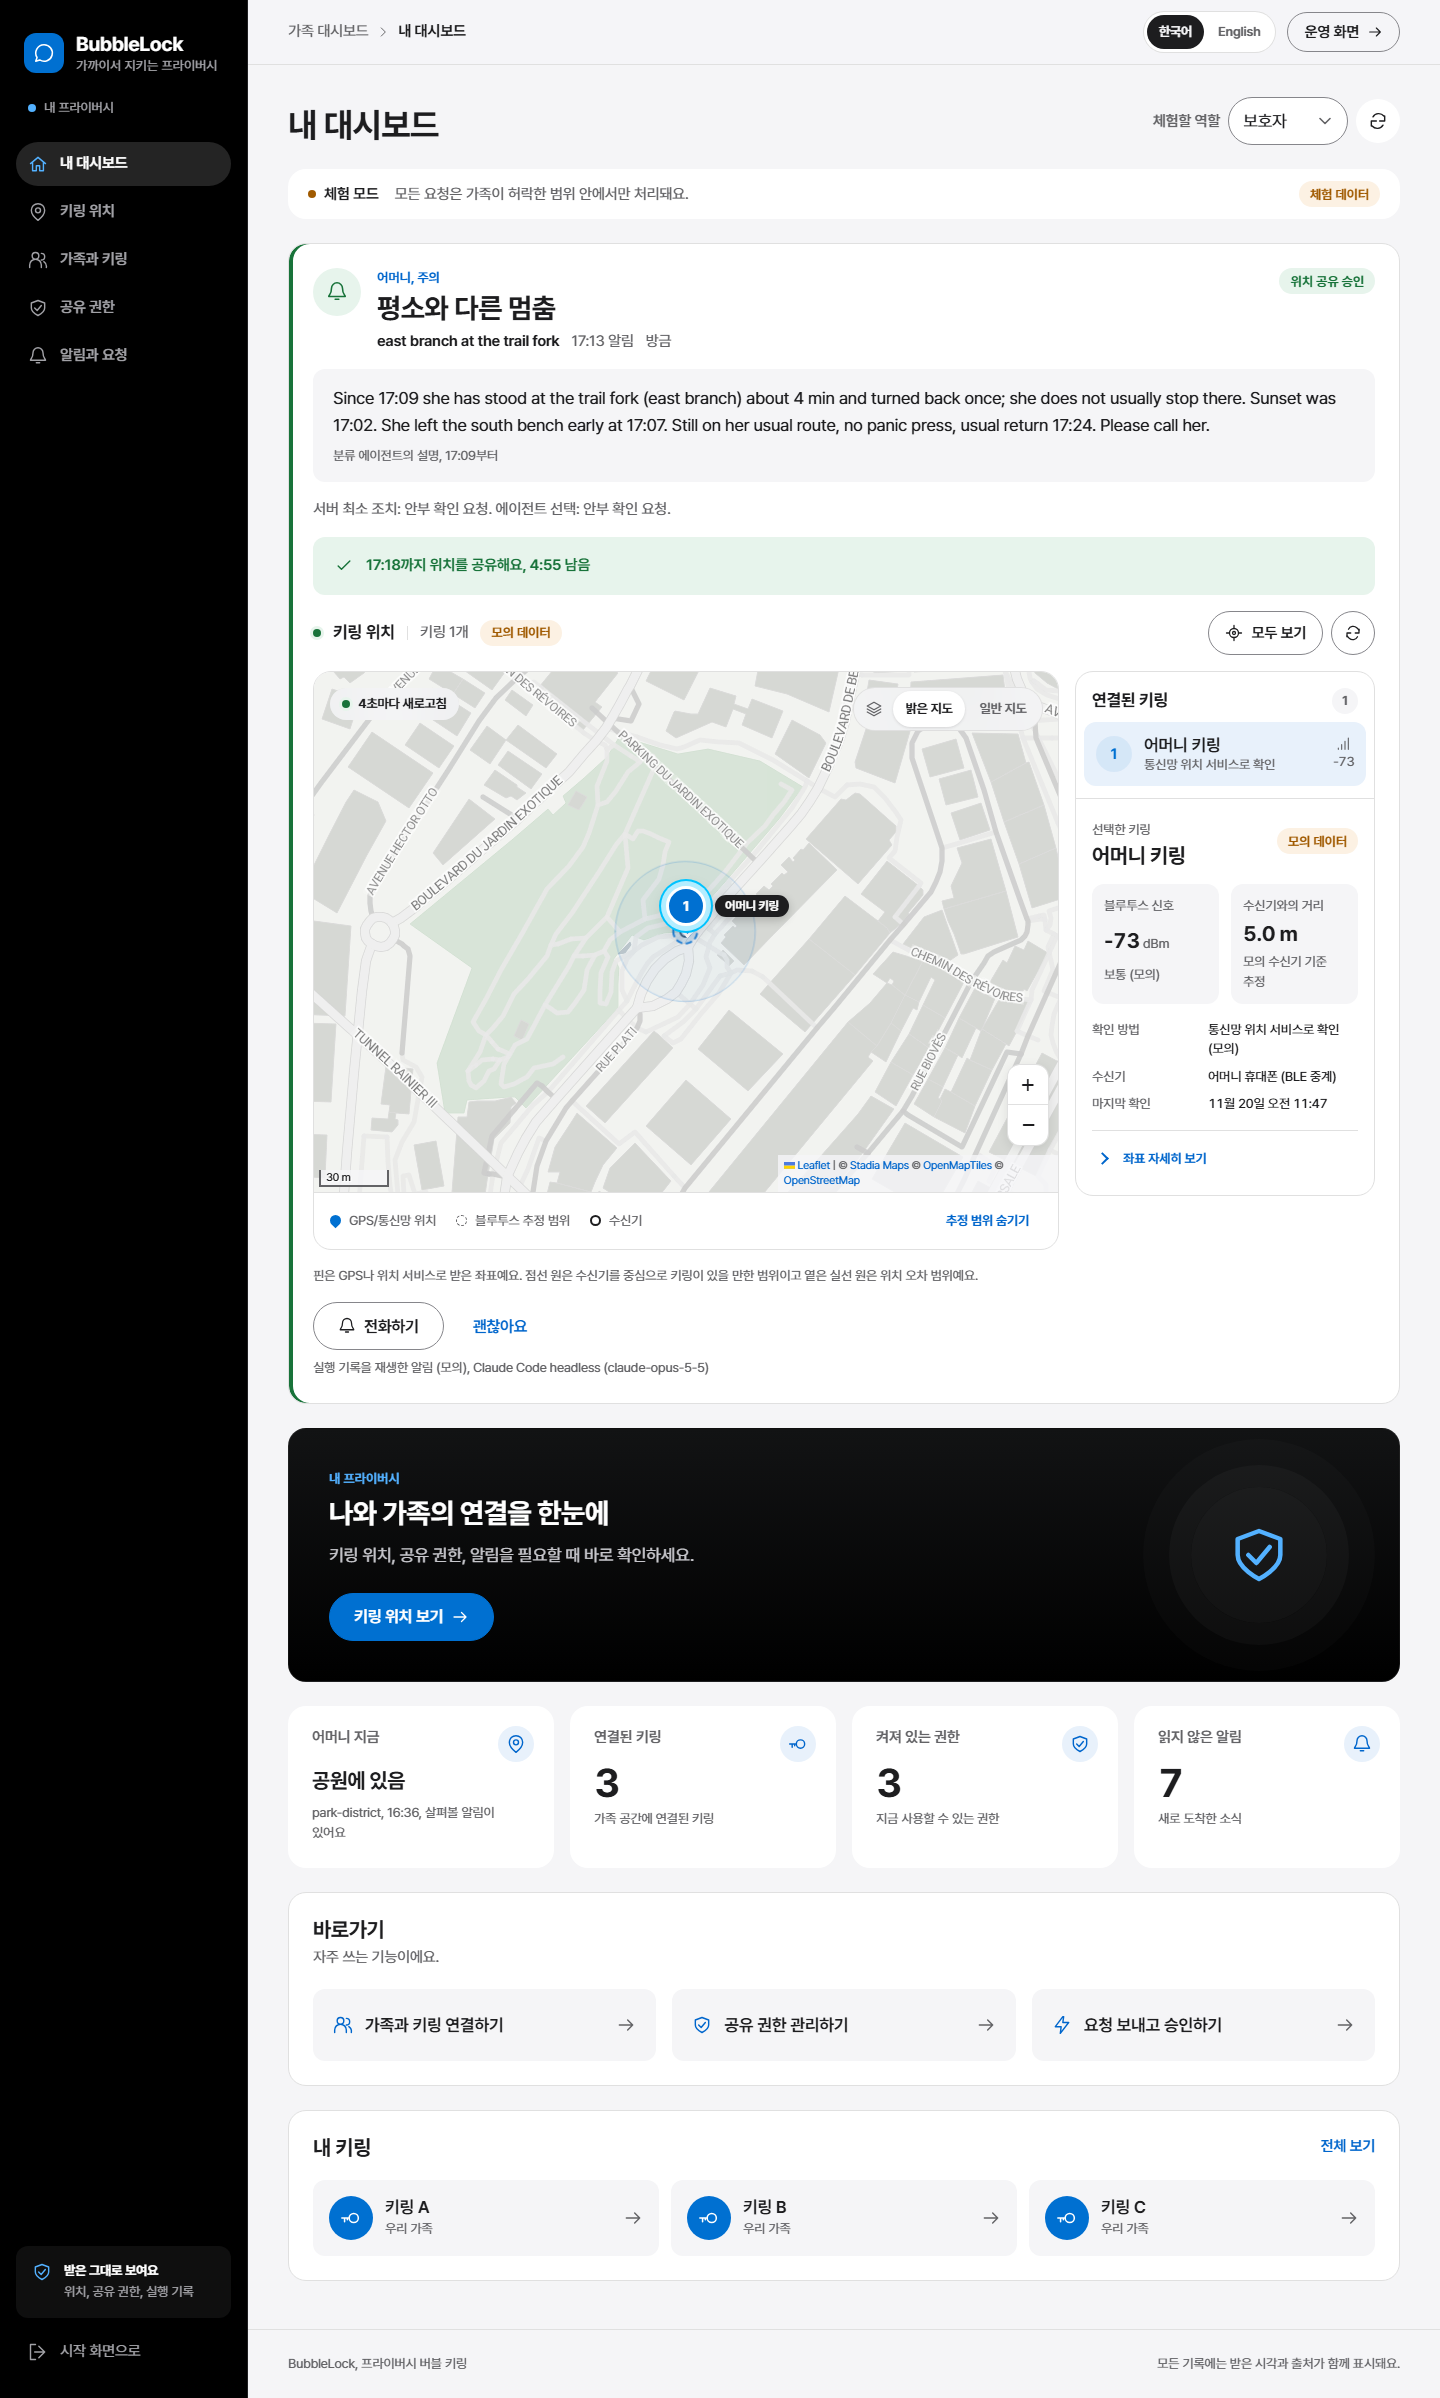 BubbleLock
가까이서 지키는 프라이버시
내 프라이버시
내 대시보드
키링 위치
가족과 키링
공유 권한
알림과 요청
받은 그대로 보여요
위치, 공유 권한, 실행 기록
시작 화면으로
가족 대시보드 > 내 대시보드
한국어 English
운영 화면
내 대시보드
체험할 역할 보호자
체험 모드 모든 요청은 가족이 허락한 범위 안에서만 처리돼요.
체험 데이터
어머니, 주의
평소와 다른 멈춤
east branch at the trail fork 17:13 알림 방금
위치 공유 승인
Since 17:09 she has stood at the trail fork (east branch) about 4 min and turned back once; she does not usually stop there. Sunset was
17:02. She left the south bench early at 17:07. Still on her usual route, no panic press, usual return 17:24. Please call her.
분류 에이전트의 설명, 17:09부터
서버 최소 조치: 안부 확인 요청. 에이전트 선택: 안부 확인 요청.
17:18까지 위치를 공유해요, 4:55 남음
키링 위치 키링 1개 모의 데이터
모두 보기
4초마다 새로고침
밝은 지도 일반 지도
PARKING DU JARDIN EXOTIQUE
AVENUE HECTOR OTTO
BOULEVARD DU JARDIN EXOTIQUE
1 어머니 키링
CHEMIN DES RÉVOIRES
TUNNEL RAINIER III
RUE PLATI
RUE BIOVÈS
+
−
30 m
Leaflet | © Stadia Maps © OpenMapTiles ©
OpenStreetMap
GPS/통신망 위치 블루투스 추정 범위 수신기
추정 범위 숨기기
연결된 키링 1
1 어머니 키링
통신망 위치 서비스로 확인
-73
선택한 키링
어머니 키링
모의 데이터
블루투스 신호
-73 dBm
보통 (모의)
수신기와의 거리
5.0 m
모의 수신기 기준
추정
확인 방법 통신망 위치 서비스로 확인
(모의)
수신기 어머니 휴대폰 (BLE 중계)
마지막 확인 11월 20일 오전 11:47
좌표 자세히 보기
핀은 GPS나 위치 서비스로 받은 좌표예요. 점선 원은 수신기를 중심으로 키링이 있을 만한 범위이고 옅은 실선 원은 위치 오차 범위예요.
전화하기 괜찮아요
실행 기록을 재생한 알림 (모의), Claude Code headless (claude-opus-5-5)
내 프라이버시
나와 가족의 연결을 한눈에
키링 위치, 공유 권한, 알림을 필요할 때 바로 확인하세요.
키링 위치 보기
어머니 지금
공원에 있음
park-district, 16:36, 살펴볼 알림이
있어요
연결된 키링
3
가족 공간에 연결된 키링
켜져 있는 권한
3
지금 사용할 수 있는 권한
읽지 않은 알림
7
새로 도착한 소식
바로가기
자주 쓰는 기능이에요.
가족과 키링 연결하기
공유 권한 관리하기
요청 보내고 승인하기
내 키링
전체 보기
키링 A
우리 가족
키링 B
우리 가족
키링 C
우리 가족
BubbleLock, 프라이버시 버블 키링
모든 기록에는 받은 시각과 출처가 함께 표시돼요.